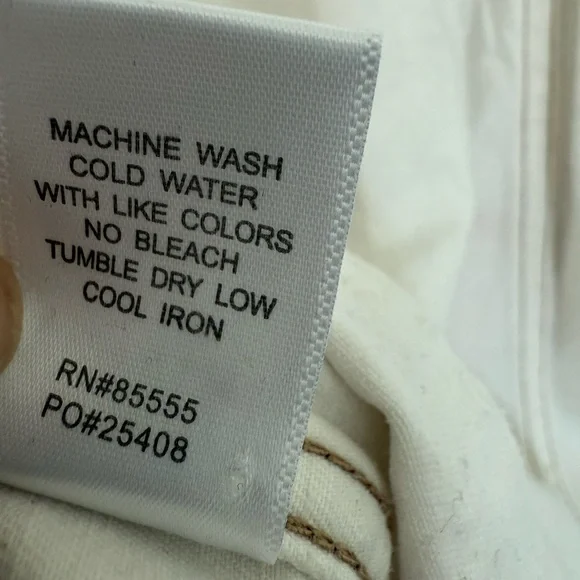 MACHINE WASH
COLD WATER
WITH LIKE COLORS
NO BLEACH
TUMBLE DRY LOW
COOL IRON
RN#85555
PO#25408